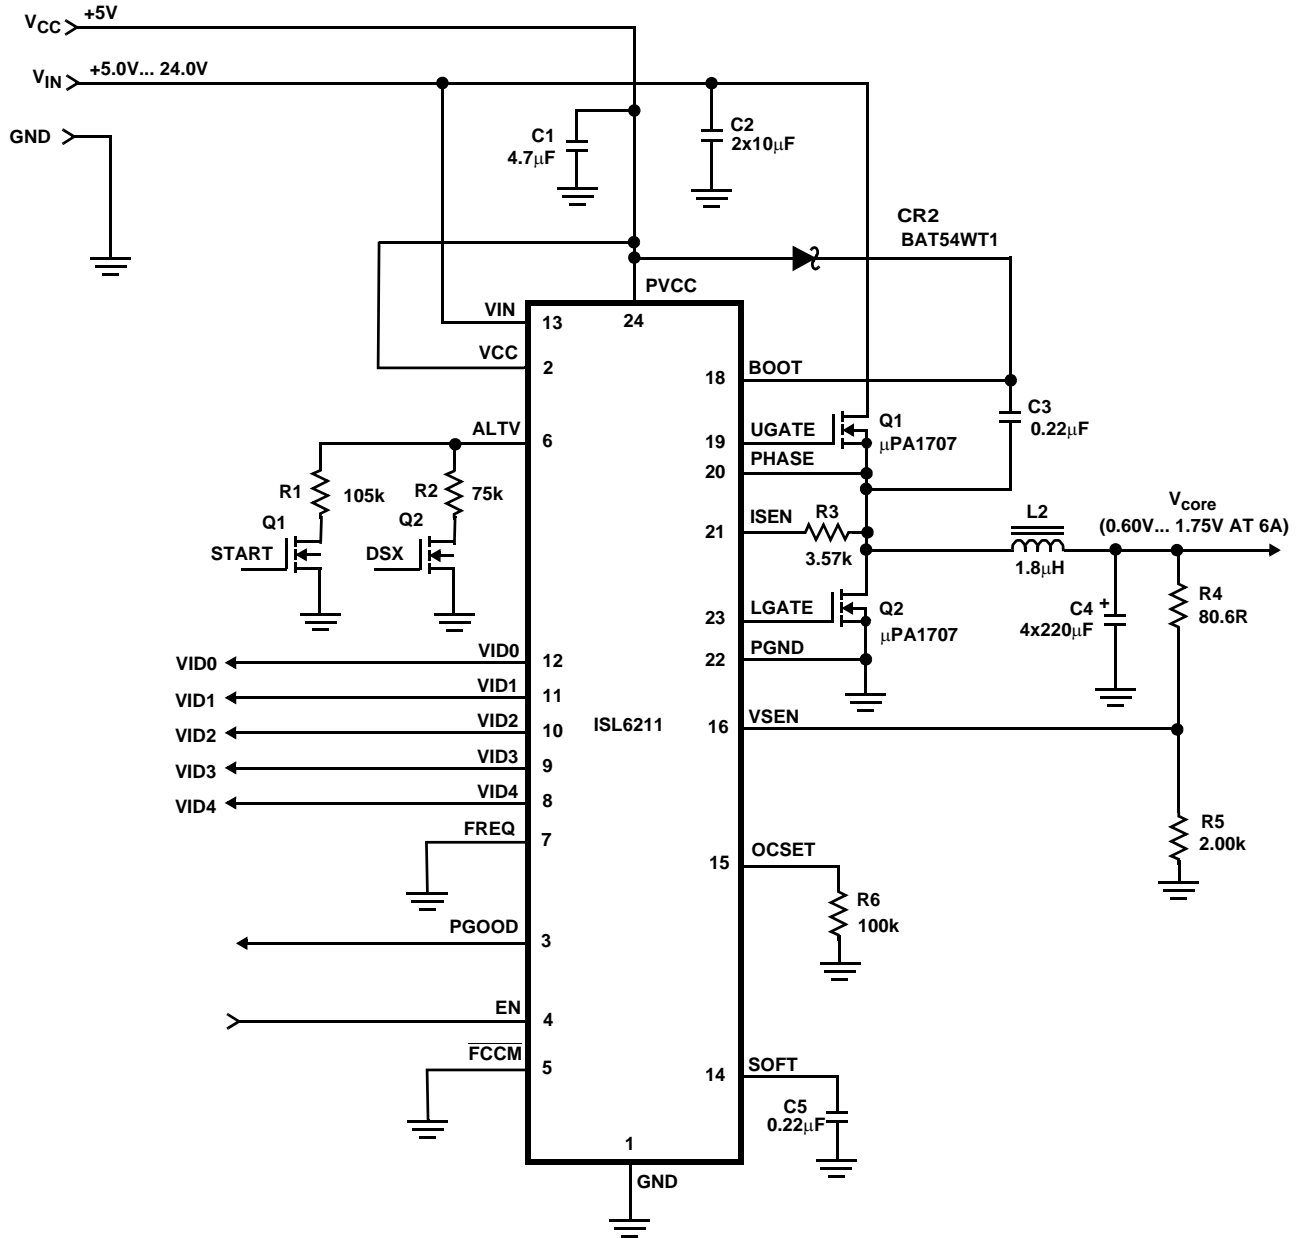 VCC +5V
VIN +5.0V... 24.0V
GND
C1
4.7μF
C2
2x10μF
CR2
BAT54WT1
PVCC
24
VIN
13
VCC
2
18
BOOT
C3
0.22μF
ALTV
6
19
UGATE
Q1
μPA1707
20
PHASE
R1
105k
R2
75k
21
ISEN
R3
3.57k
L2
1.8μH
Vcore
(0.60V... 1.75V AT 6A)
Q1
START
Q2
DSX
23
LGATE
Q2
μPA1707
C4
+
4x220μF
R4
80.6R
22
PGND
VID0
VID0
12
VID1
VID1
11
VID2
VID2
10
VID3
VID3
9
VID4
VID4
8
ISL6211
16
VSEN
FREQ
7
15
OCSET
R5
2.00k
R6
100k
PGOOD
3
EN
4
FCCM
5
14
SOFT
C5
0.22μF
1
GND